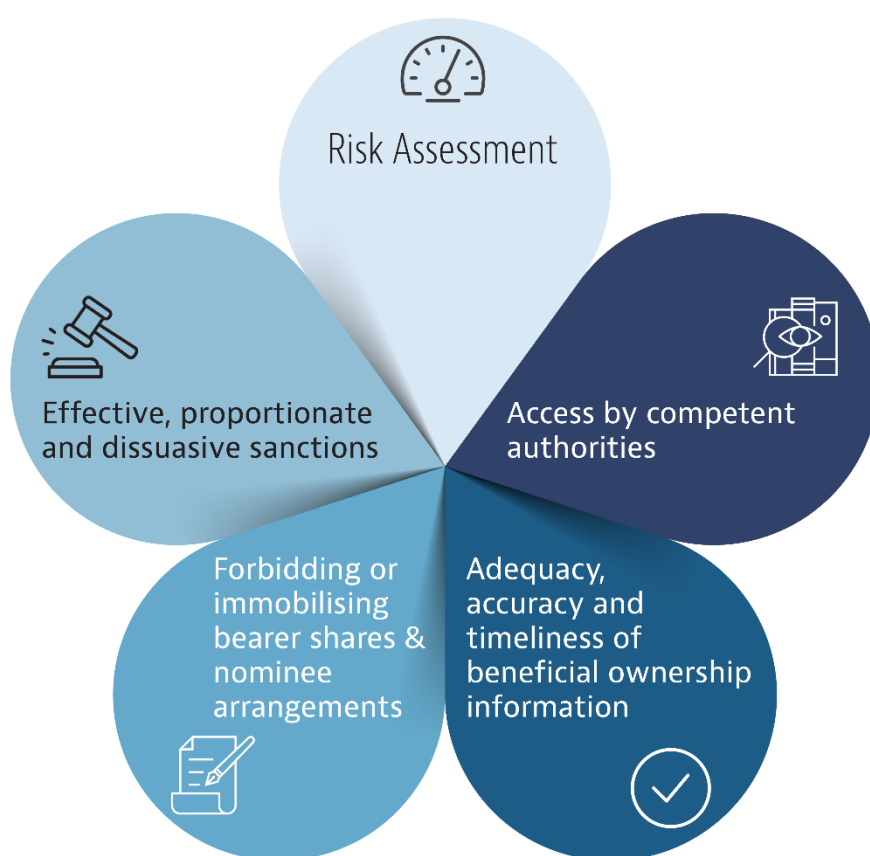 Risk Assessment
Effective, proportionate
and dissuasive sanctions
Access by competent
authorities
Forbidding or
immobilising
bearer shares &
nominee
arrangements
Adequacy,
accuracy and
timeliness of
beneficial ownership
information